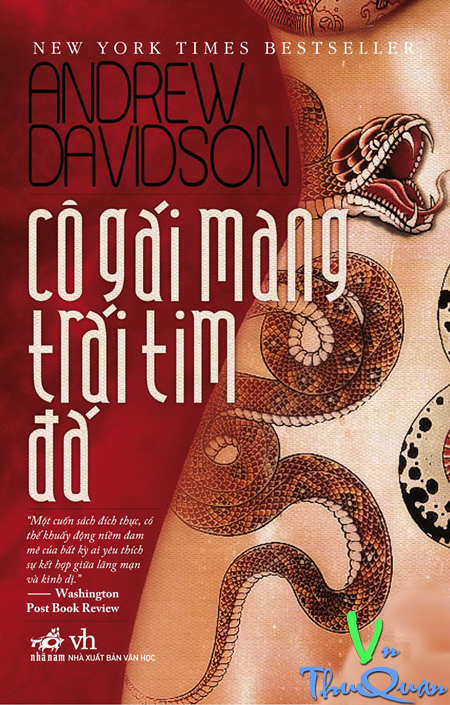 NEW YORK TIMES BESTSELLER
ANDREW
DAVIDSON
cô gái mang
trái tim
đá
"Một cuốn sách đích thực, có
thể khuấy động niềm đam
mê của bất kỳ ai yêu thích
sự kết hợp giữa lãng mạn
và kinh dị."
—— Washington
Post Book Review
vh
nhã nam NHÀ XUẤT BẢN VĂN HỌC
Vn
ThuQuan